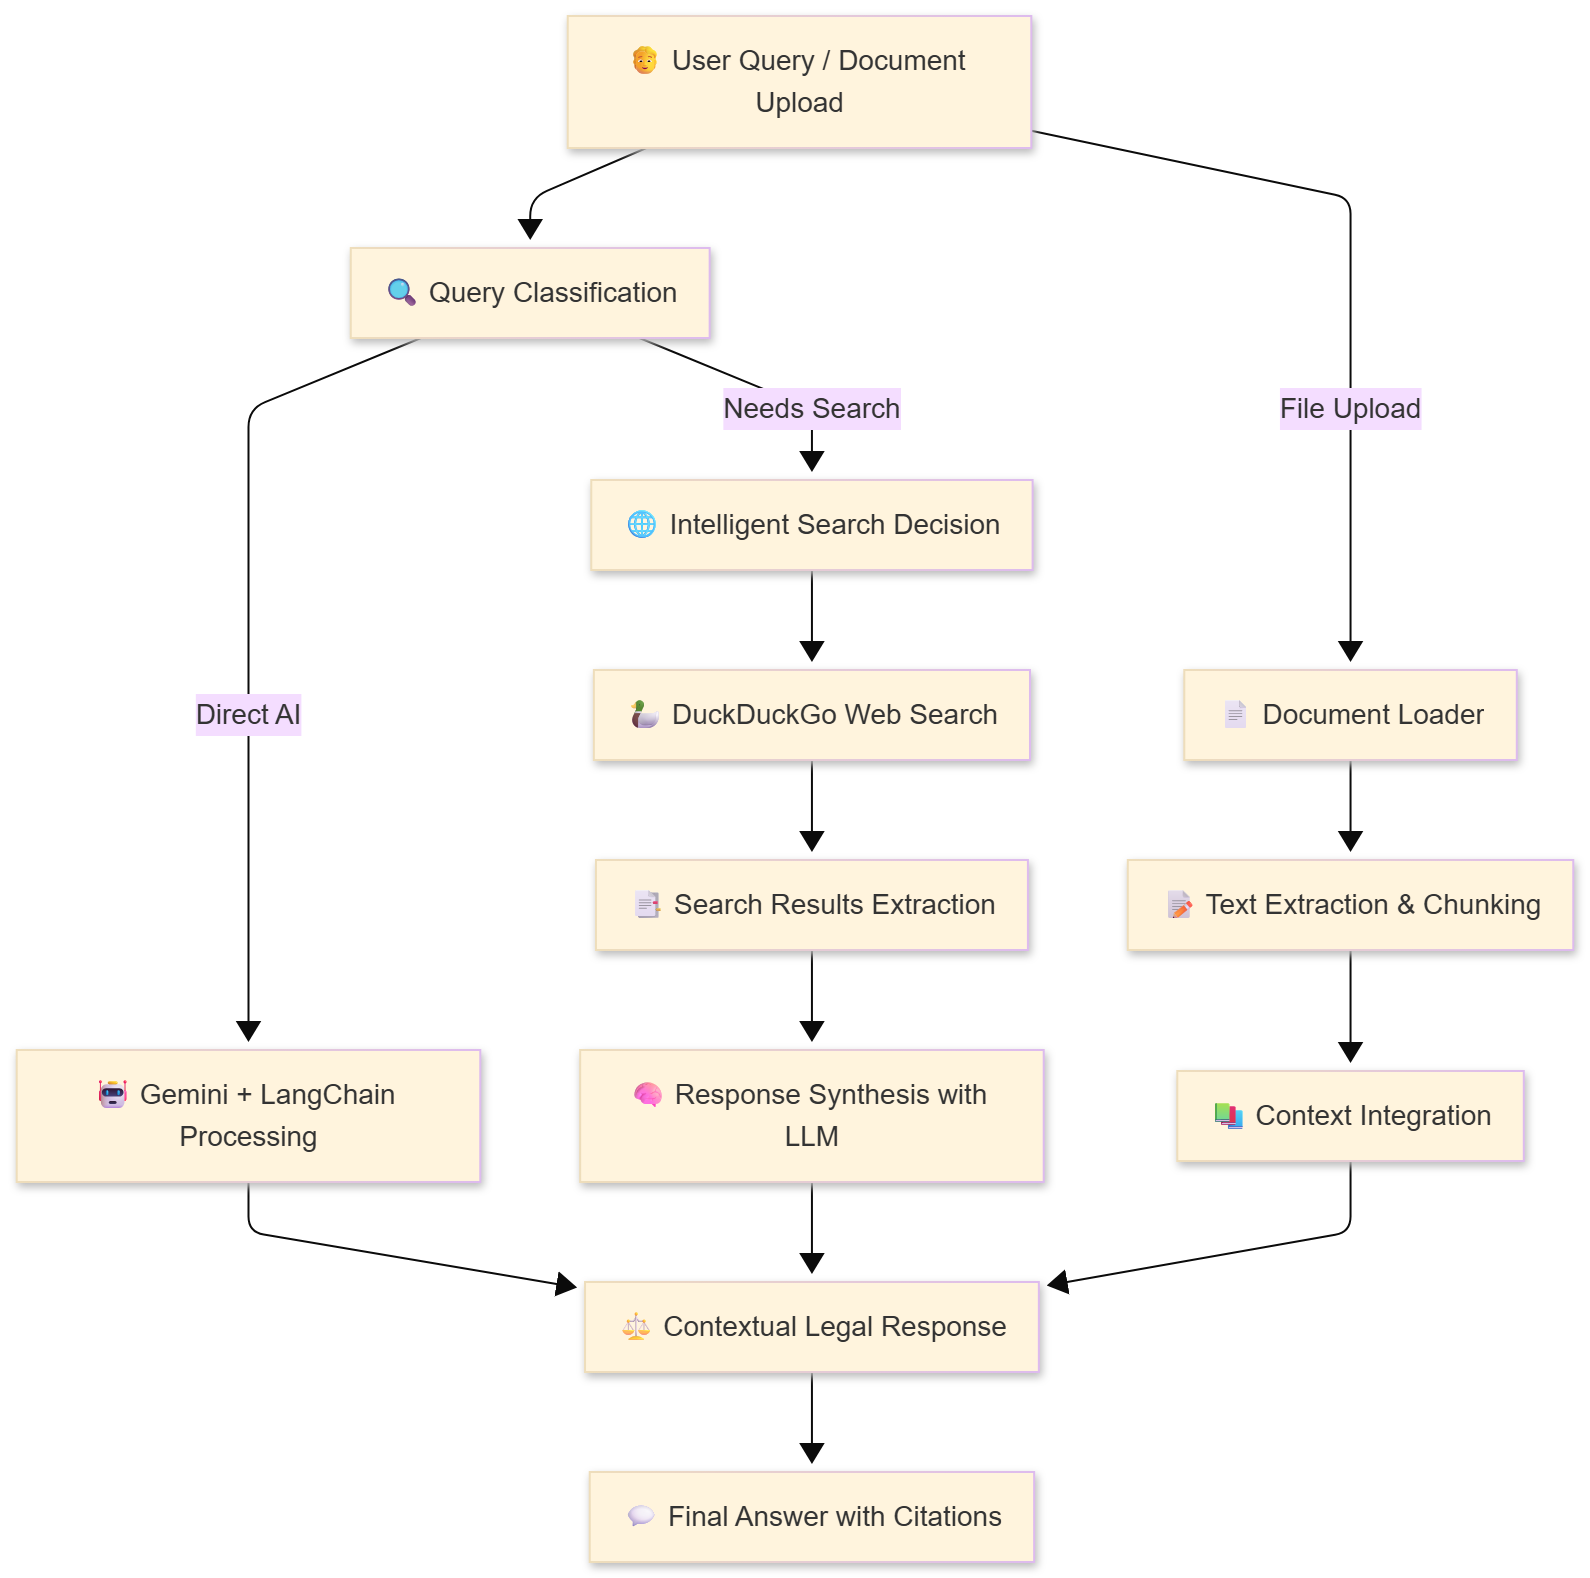 User Query / Document
Upload
Query Classification
Needs Search
File Upload
Intelligent Search Decision
Direct AI
DuckDuckGo Web Search
Document Loader
Search Results Extraction
Text Extraction & Chunking
Gemini + LangChain
Processing
Response Synthesis with
LLM
Context Integration
Contextual Legal Response
Final Answer with Citations